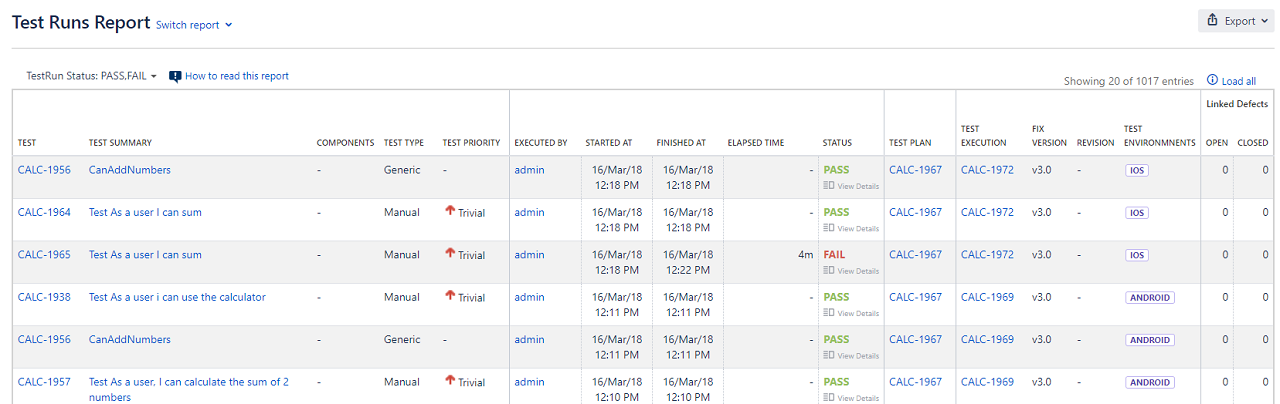 Test Runs Report Switch report
Export
TestRun Status: PASS,FAIL How to read this report
Showing 20 of 1017 entries Load all
Linked Defects
TEST TEST SUMMARY COMPONENTS TEST TYPE TEST PRIORITY EXECUTED BY STARTED AT FINISHED AT ELAPSED TIME STATUS TEST PLAN TEST EXECUTION FIX VERSION REVISION TEST ENVIRONMNENTS OPEN CLOSED
CALC-1956 CanAddNumbers - Generic - admin 16/Mar/18 16/Mar/18 - PASS CALC-1967 CALC-1972 v3.0 - IOS 0 0
12:18 PM 12:18 PM View Details
CALC-1964 Test As a user I can sum - Manual Trivial admin 16/Mar/18 16/Mar/18 - PASS CALC-1967 CALC-1972 v3.0 - IOS 0 0
12:18 PM 12:18 PM View Details
CALC-1965 Test As a user I can sum - Manual Trivial admin 16/Mar/18 16/Mar/18 4m FAIL CALC-1967 CALC-1972 v3.0 - IOS 0 0
12:18 PM 12:22 PM View Details
CALC-1938 Test As a user i can use the calculator - Manual Trivial admin 16/Mar/18 16/Mar/18 - PASS CALC-1967 CALC-1969 v3.0 - ANDROID 0 0
12:11 PM 12:11 PM View Details
CALC-1956 CanAddNumbers - Generic - admin 16/Mar/18 16/Mar/18 - PASS CALC-1967 CALC-1969 v3.0 - ANDROID 0 0
12:11 PM 12:11 PM View Details
CALC-1957 Test As a user, I can calculate the sum of 2 - Manual Trivial admin 16/Mar/18 16/Mar/18 - PASS CALC-1967 CALC-1969 v3.0 - ANDROID 0 0
numbers 12:10 PM 12:10 PM View Details